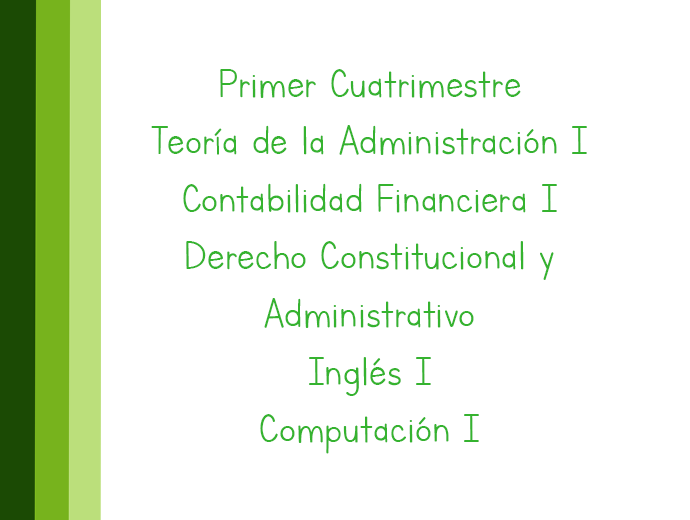 Primer Cuatrimestre
Teoría de la Administración I
Contabilidad Financiera I
Derecho Constitucional y
Administrativo
Inglés I
Computación I